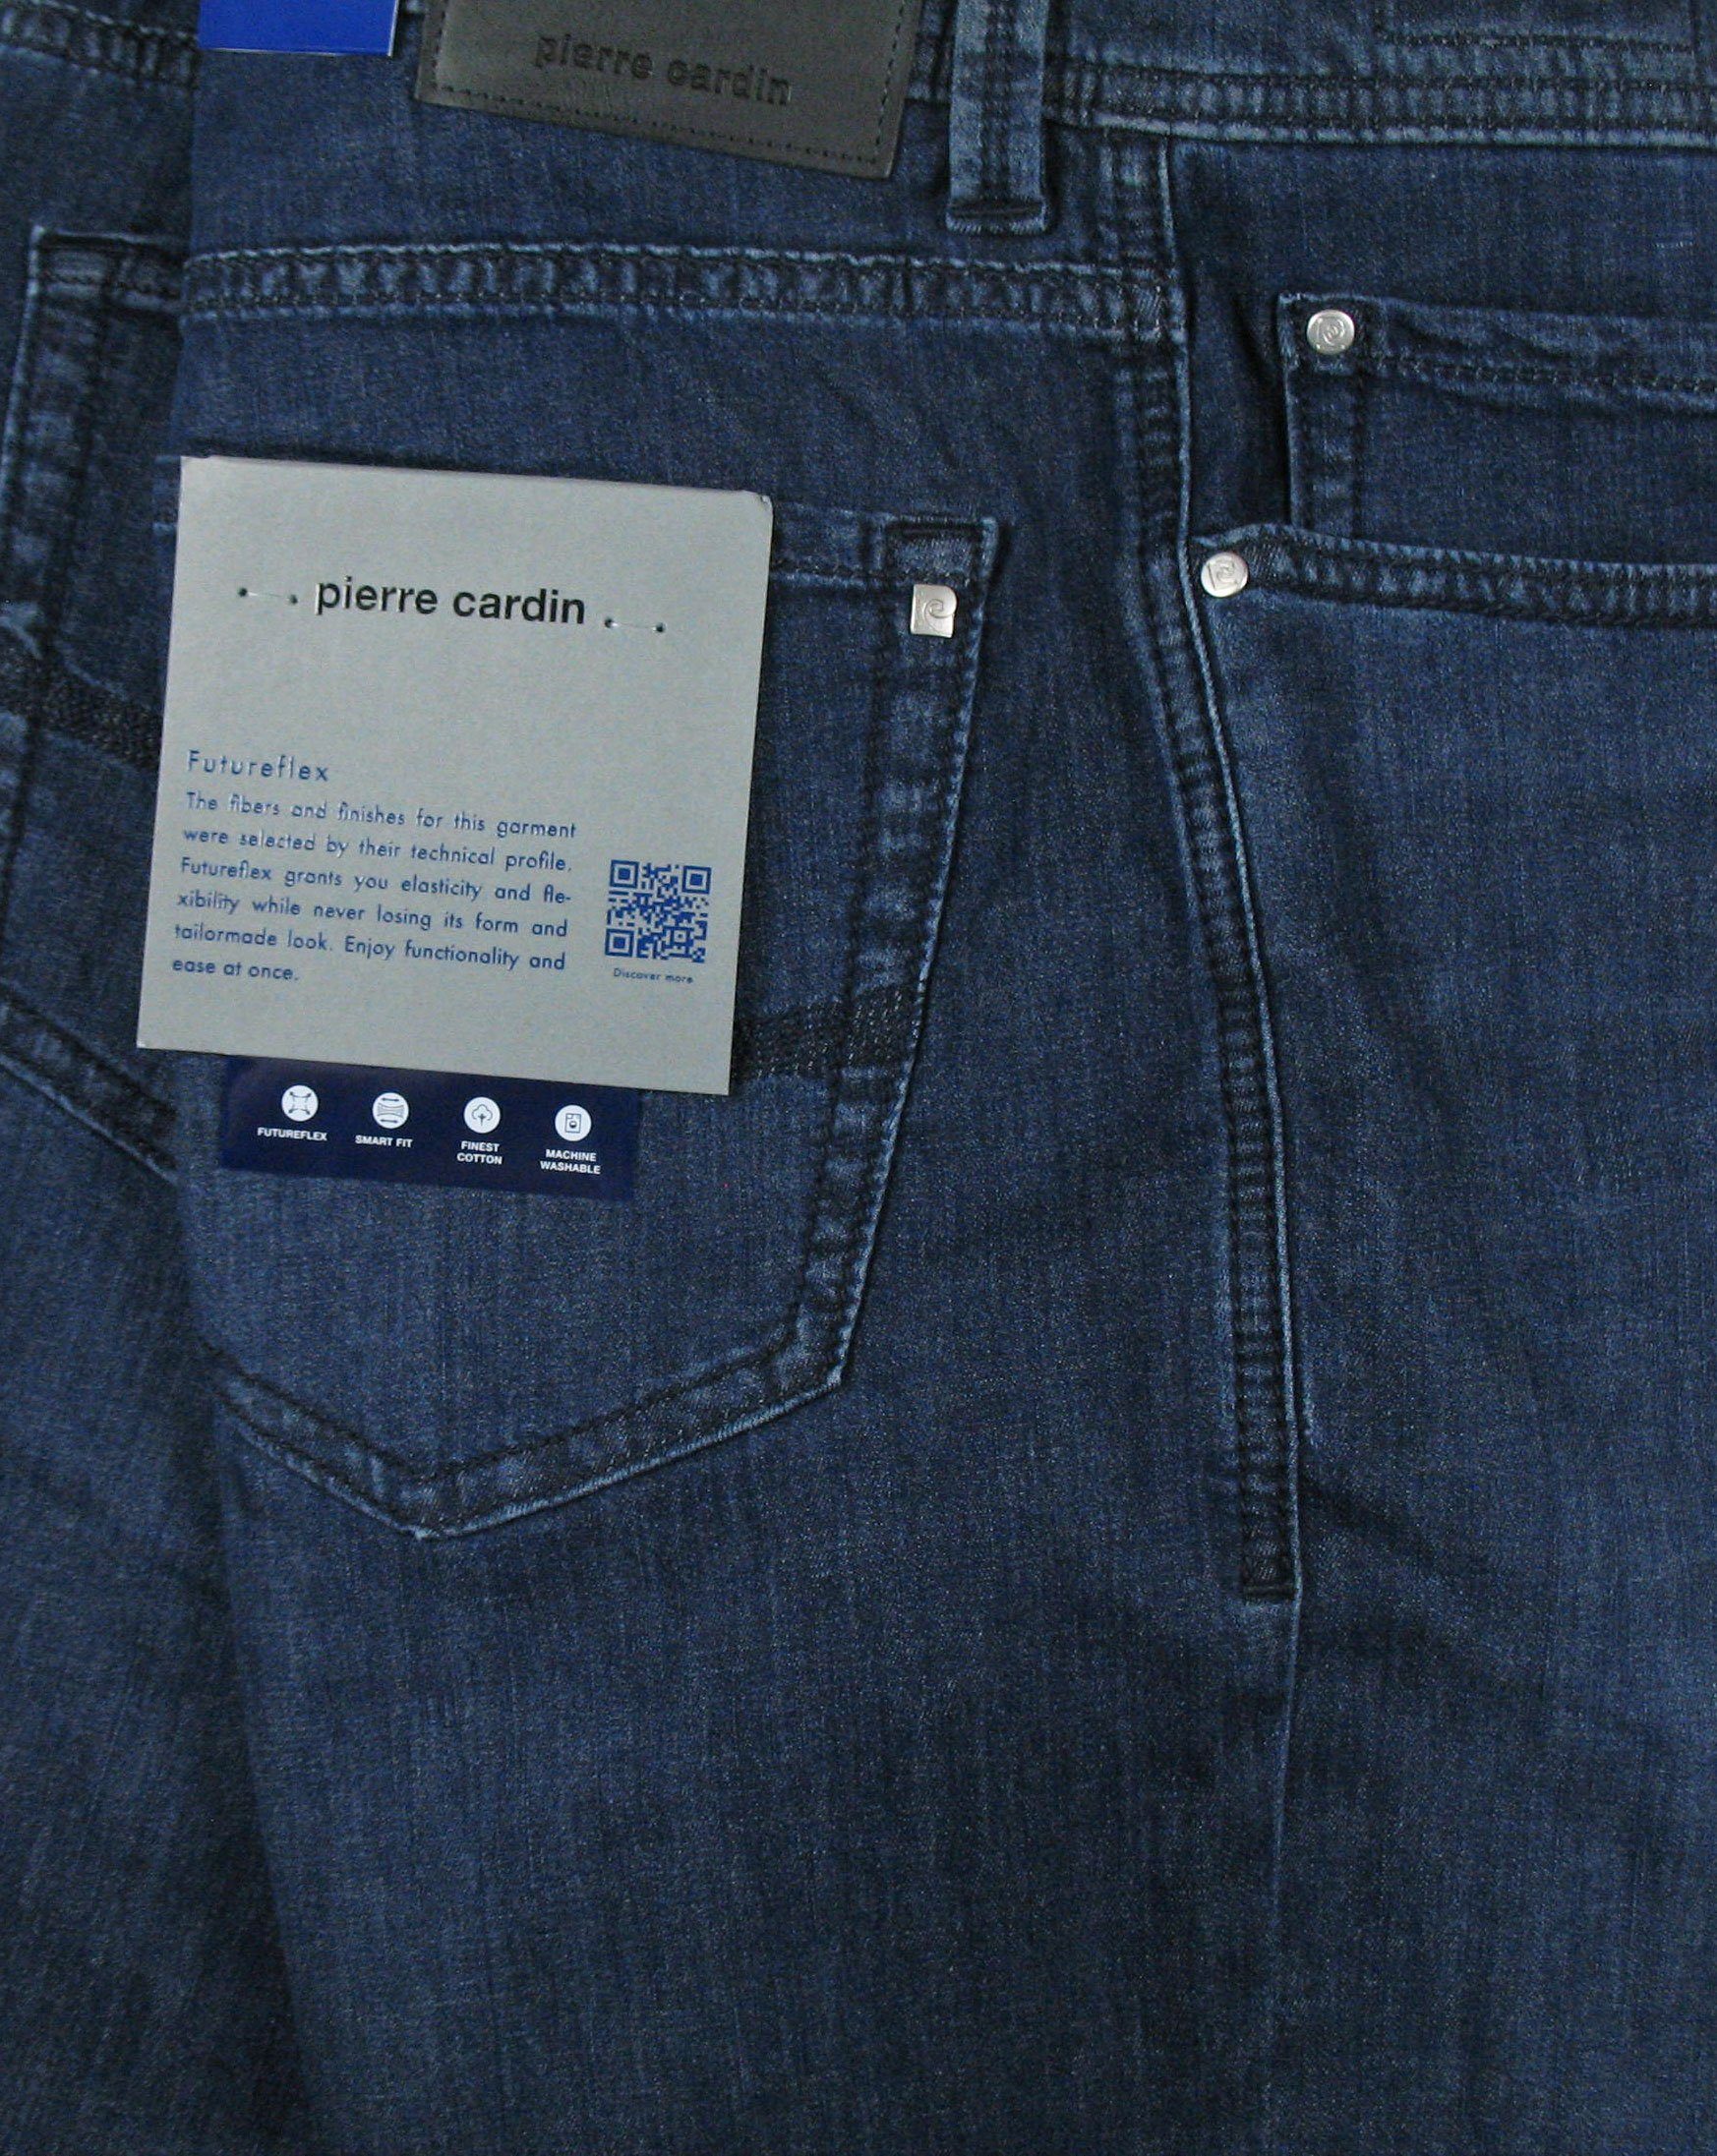 pierre cardin
pierre cardin
Futureflex
The fibers and finishes for this garment
were selected by their technical profile.
Futureflex grants you elasticity and fle-
xibility while never losing its form and
tailormade look. Enjoy functionality and
ease at once.
Discover more
FUTUREFLEX
SMART FIT
FINEST
COTTON
MACHINE
WASHABLE